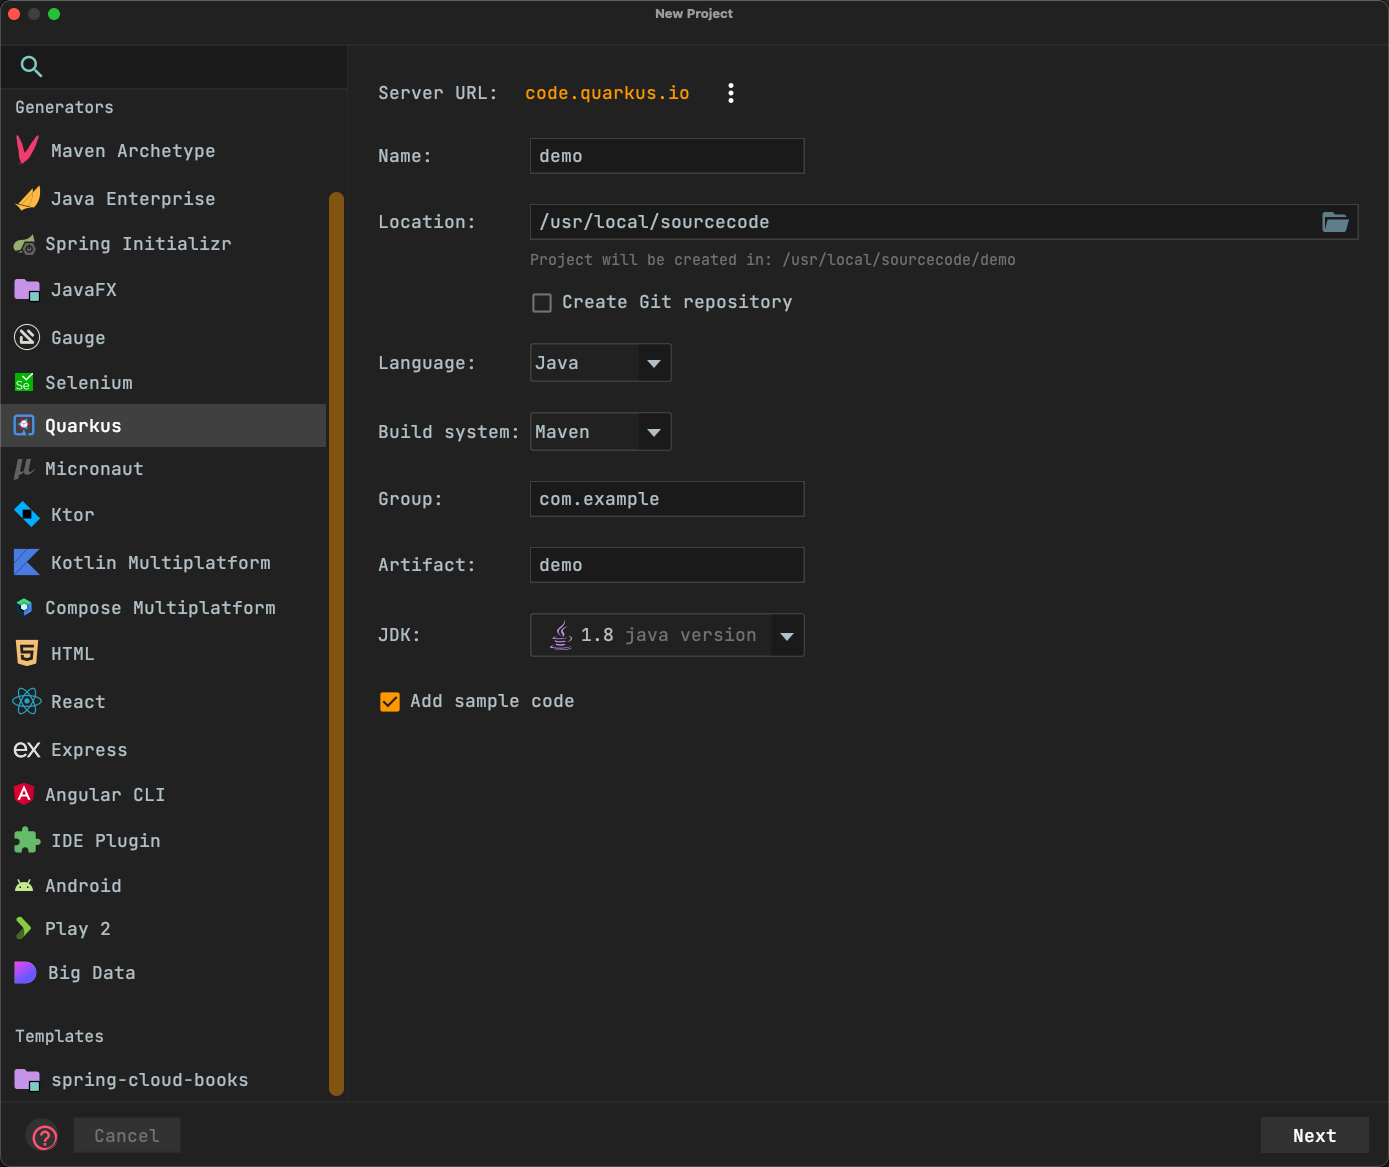 New Project
Generators
Maven Archetype
Java Enterprise
Spring Initializr
JavaFX
Gauge
Se
Selenium
Quarkus
μ
Micronaut
Ktor
Kotlin Multiplatform
Compose Multiplatform
5
HTML
React
ex
Express
A
Angular CLI
IDE Plugin
Android
Play 2
Big Data
Templates
spring-cloud-books
Server URL: code.quarkus.io
Name: demo
Location: /usr/local/sourcecode
Project will be created in: /usr/local/sourcecode/demo
Create Git repository
Language: Java
Build system: Maven
Group: com.example
Artifact: demo
JDK: 1.8 java version
Add sample code
?
Cancel
Next